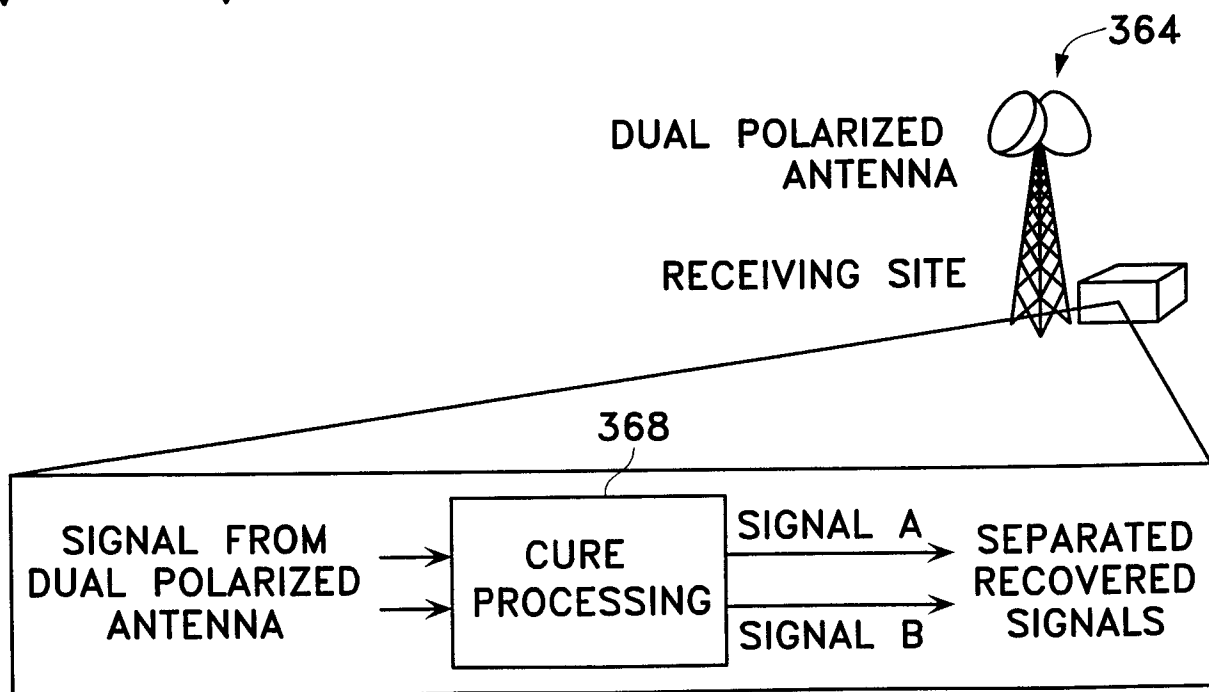 364
DUAL POLARIZED
ANTENNA
RECEIVING SITE
368
SIGNAL FROM
DUAL POLARIZED
ANTENNA
CURE
PROCESSING
SIGNAL A
SIGNAL B
SEPARATED
RECOVERED
SIGNALS